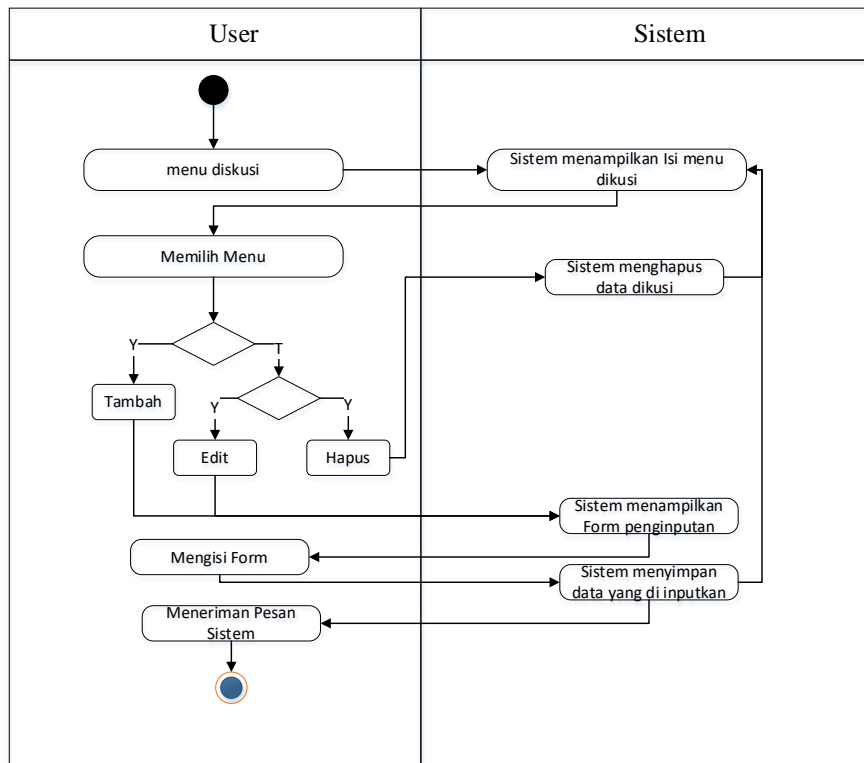 User
Sistem
menu diskusi
Sistem menampilkan Isi menu
dikusi
Memilih Menu
Sistem menghapus
data dikusi
Y
T
Tambah
Y
Y
Edit
Hapus
Sistem menampilkan
Form penginputan
Mengisi Form
Sistem menyimpan
data yang di inputkan
Meneriman Pesan
Sistem